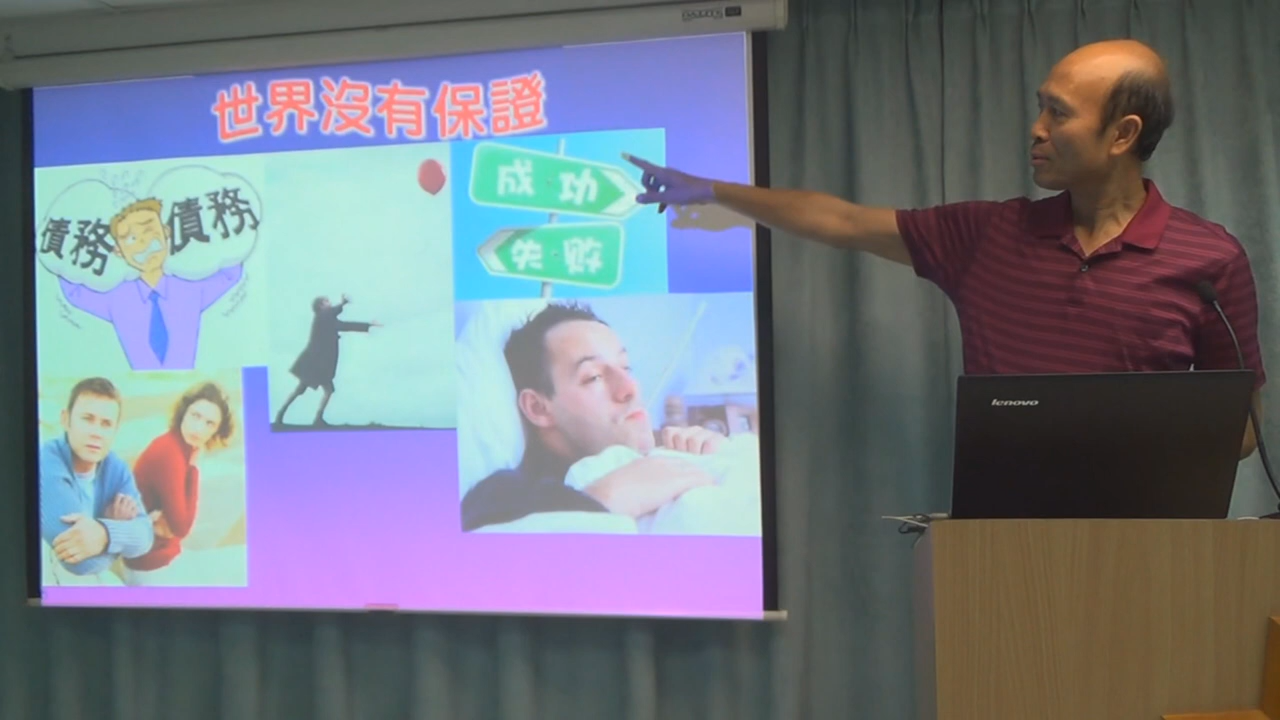 世界沒有保證
債務
債務
成功
失敗
lenovo